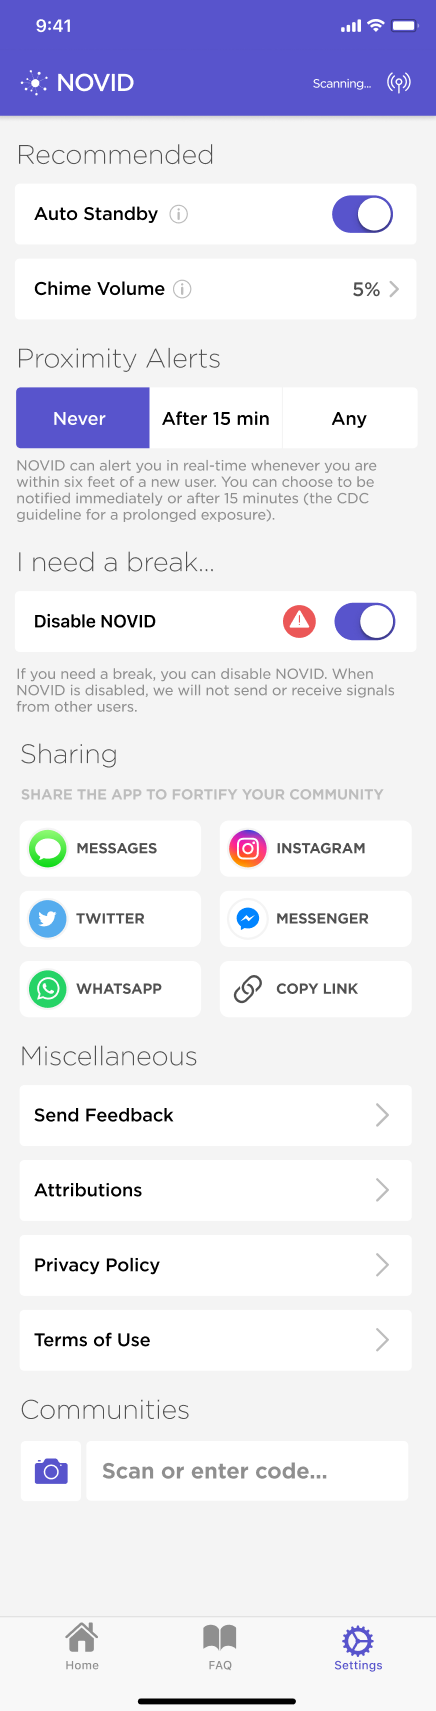 9:41
NOVID
Scanning...
Recommended
Auto Standby
Chime Volume
5%
Proximity Alerts
Never
After 15 min
Any
NOVID can alert you in real-time whenever you are
within six feet of a new user. You can choose to be
notified immediately or after 15 minutes (the CDC
guideline for a prolonged exposure).
I need a break...
Disable NOVID
If you need a break, you can disable NOVID. When
NOVID is disabled, we will not send or receive signals
from other users.
Sharing
SHARE THE APP TO FORTIFY YOUR COMMUNITY
MESSAGES
INSTAGRAM
TWITTER
MESSENGER
WHATSAPP
COPY LINK
Miscellaneous
Send Feedback
Attributions
Privacy Policy
Terms of Use
Communities
Scan or enter code...
Home
FAQ
Settings